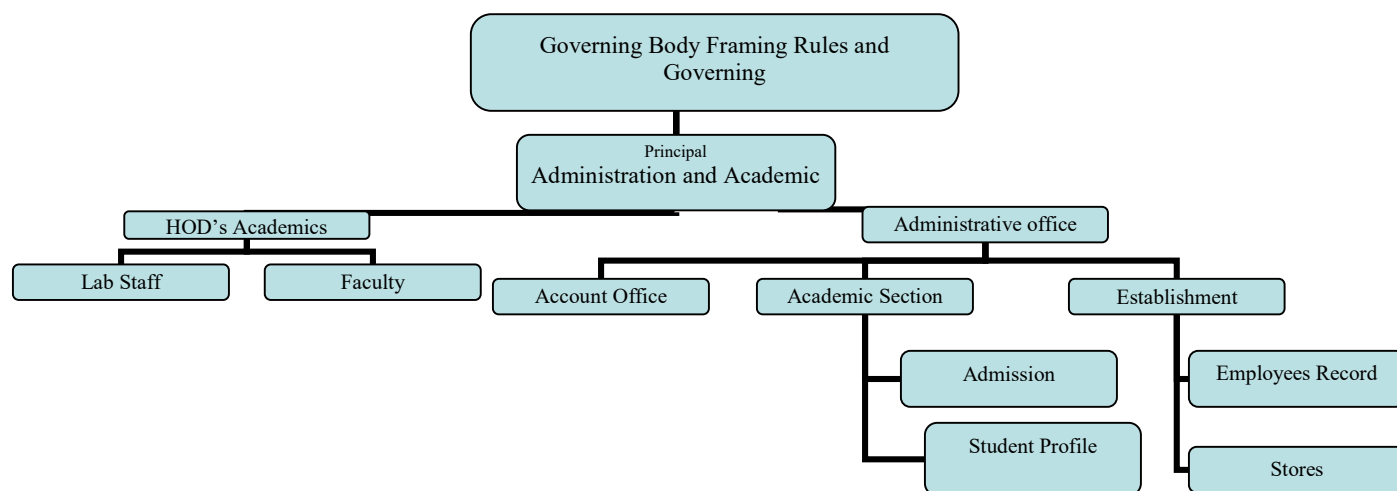 Governing Body Framing Rules and
Governing
Principal
Administration and Academic
HOD’s Academics
Administrative office
Lab Staff
Faculty
Account Office
Academic Section
Establishment
Admission
Employees Record
Student Profile
Stores